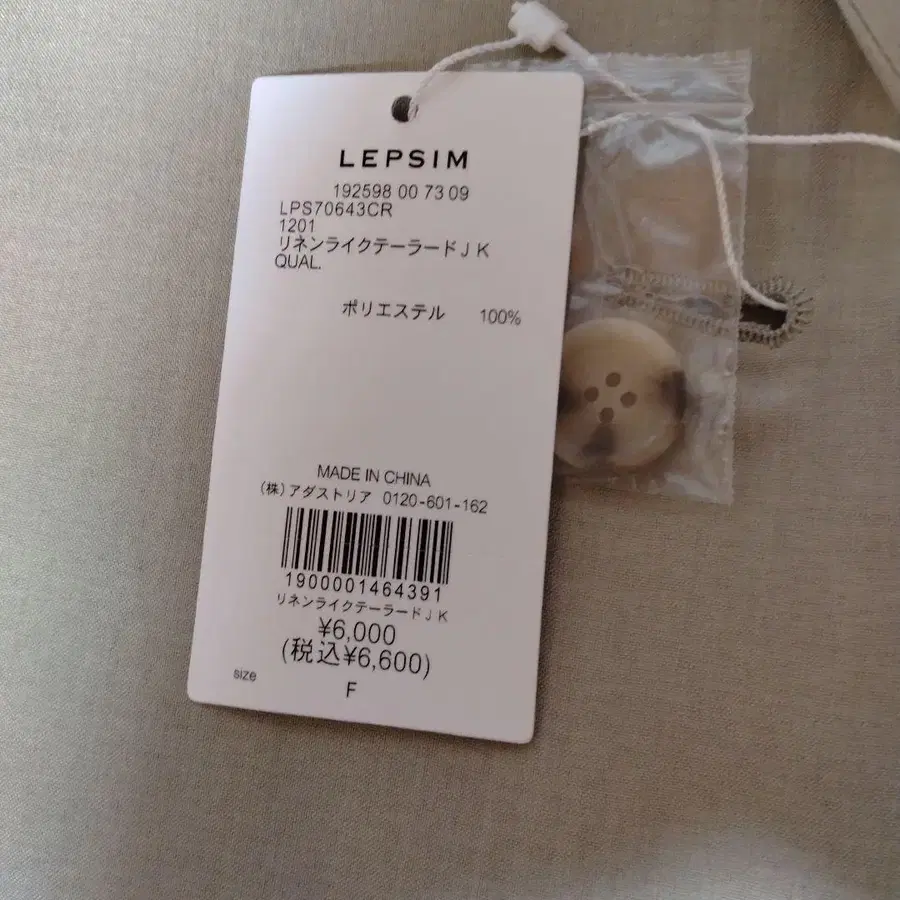 LEPSIM
192598 00 73 09
LPS70643CR
1201
リネンライクテーラードJK
QUAL.
ポリエステル 100%
MADE IN CHINA
(株)アダストリア 0120-601-162
1900001464391
リネンライクテーラードJK
¥6,000
(税込¥6,600)
size
F